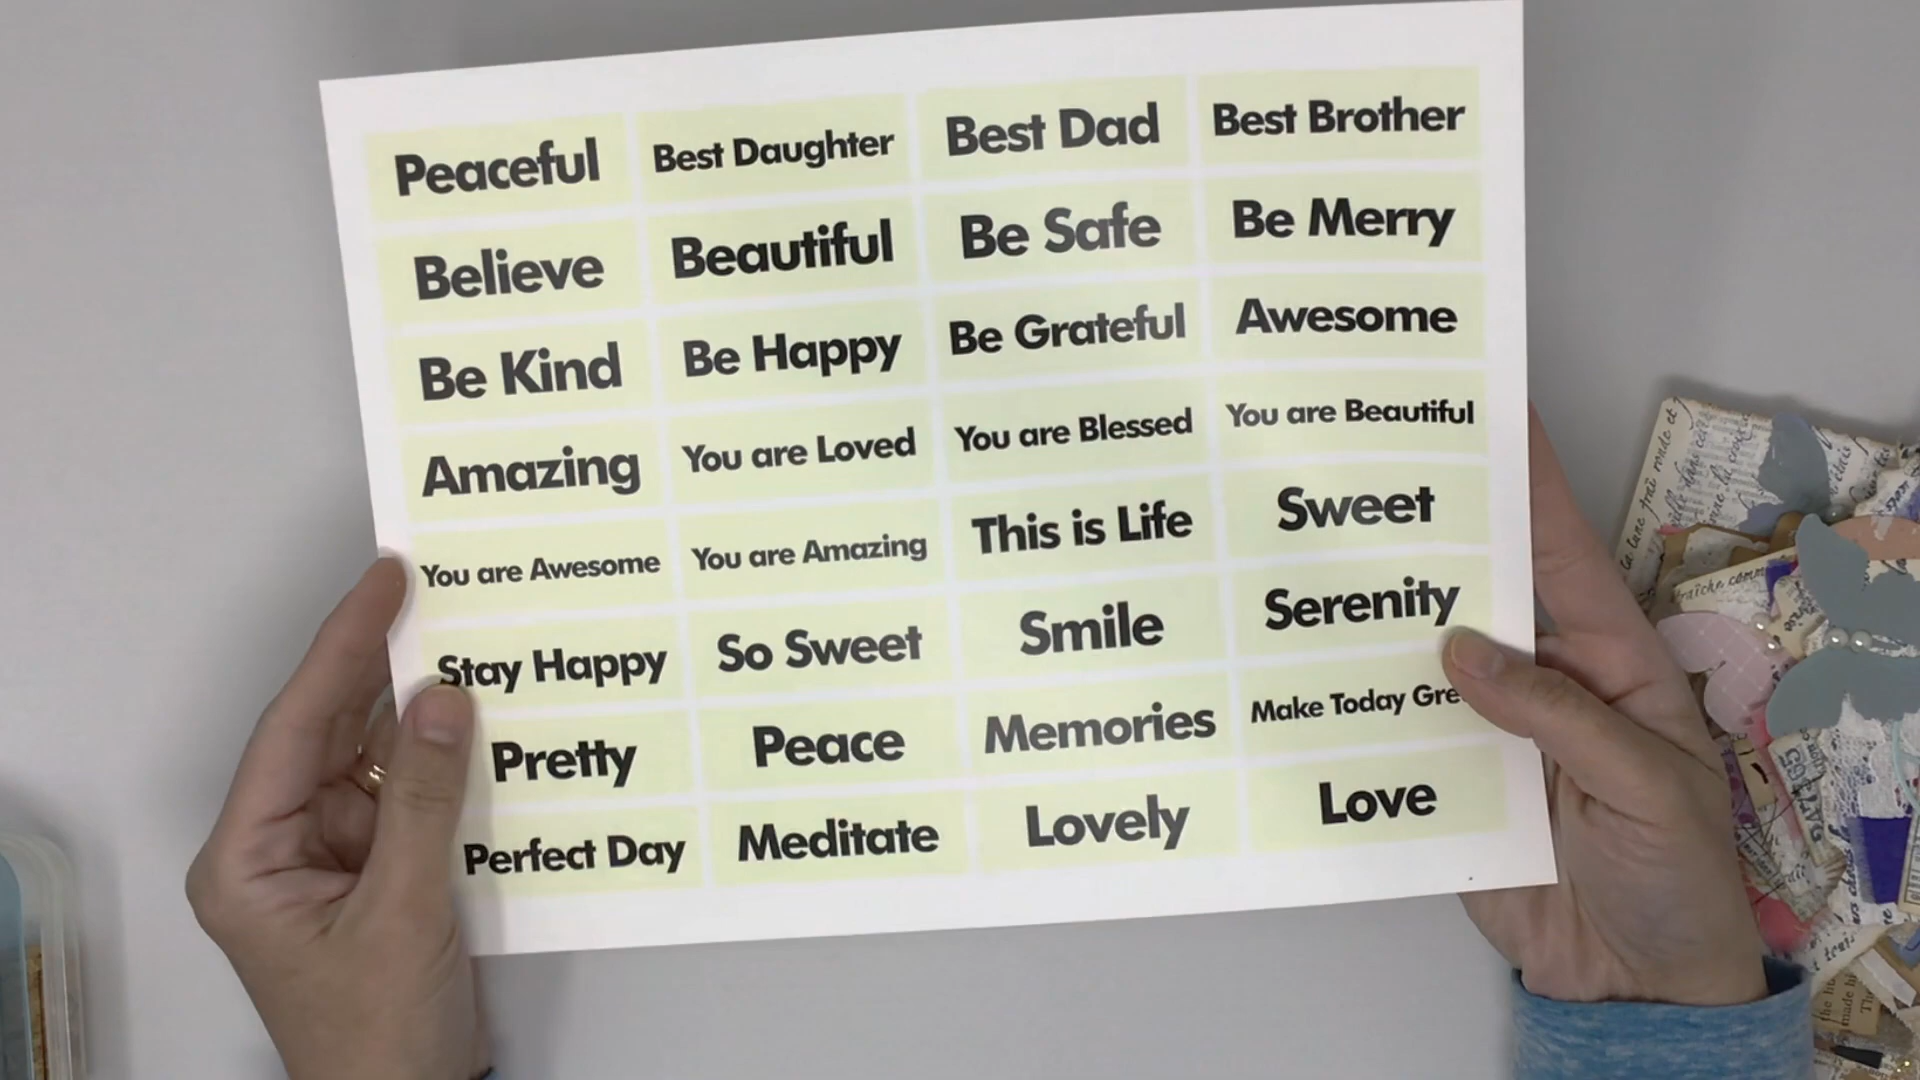 Peaceful Best Daughter Best Dad Best Brother
Believe Beautiful Be Safe Be Merry
Be Kind Be Happy Be Grateful Awesome
Amazing You are Loved You are Blessed You are Beautiful
You are Awesome You are Amazing This is Life Sweet
Stay Happy So Sweet Smile Serenity
Pretty Peace Memories Make Today
Perfect Day Meditate Lovely Love